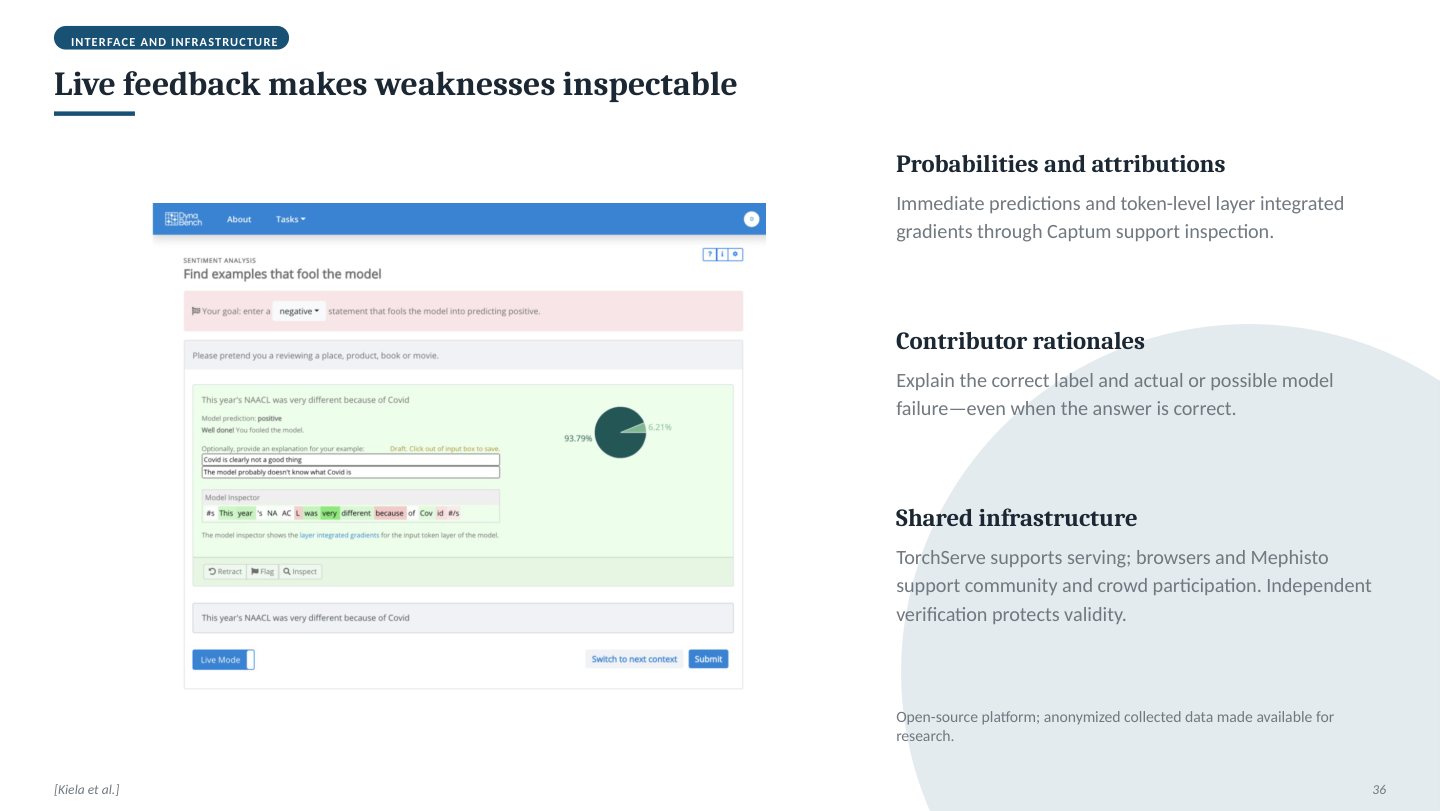 INTERFACE AND INFRASTRUCTURE
Live feedback makes weaknesses inspectable
Dyna
Bench
About
Tasks
0
? i
SENTIMENT ANALYSIS
Find examples that fool the model
Your goal: enter a negative statement that fools the model into predicting positive.
Please pretend you a reviewing a place, product, book or movie.
This year's NAACL was very different because of Covid
Model prediction: positive
Well done! You fooled the model.
93.79%
6.21%
Optionally, provide an explanation for your example: Draft. Click out of input box to save.
Covid is clearly not a good thing
The model probably doesn't know what Covid is
Model Inspector
#s This year 's NA AC L was very different because of Cov id #/s
The model inspector shows the layer integrated gradients for the input token layer of the model.
Retract Flag Inspect
This year's NAACL was very different because of Covid
Live Mode
Switch to next context Submit
Probabilities and attributions
Immediate predictions and token-level layer integrated
gradients through Captum support inspection.
Contributor rationales
Explain the correct label and actual or possible model
failure—even when the answer is correct.
Shared infrastructure
TorchServe supports serving; browsers and Mephisto
support community and crowd participation. Independent
verification protects validity.
Open-source platform; anonymized collected data made available for
research.
[Kiela et al.]
36